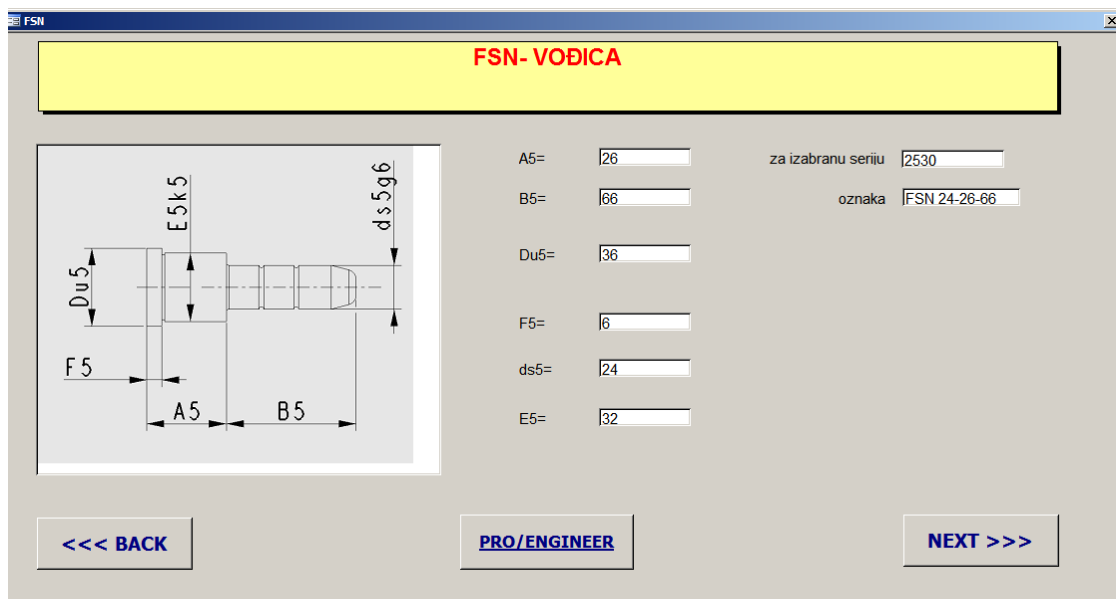 FSN
FSN- VOĐICA
A5= 26
za izabranu seriju 2530
B5= 66
oznaka FSN 24-26-66
Du5= 36
F5= 6
ds5= 24
E5= 32
E5k5
ds5g6
Du5
F5
A5
B5
<<< BACK
PRO/ENGINEER
NEXT >>>